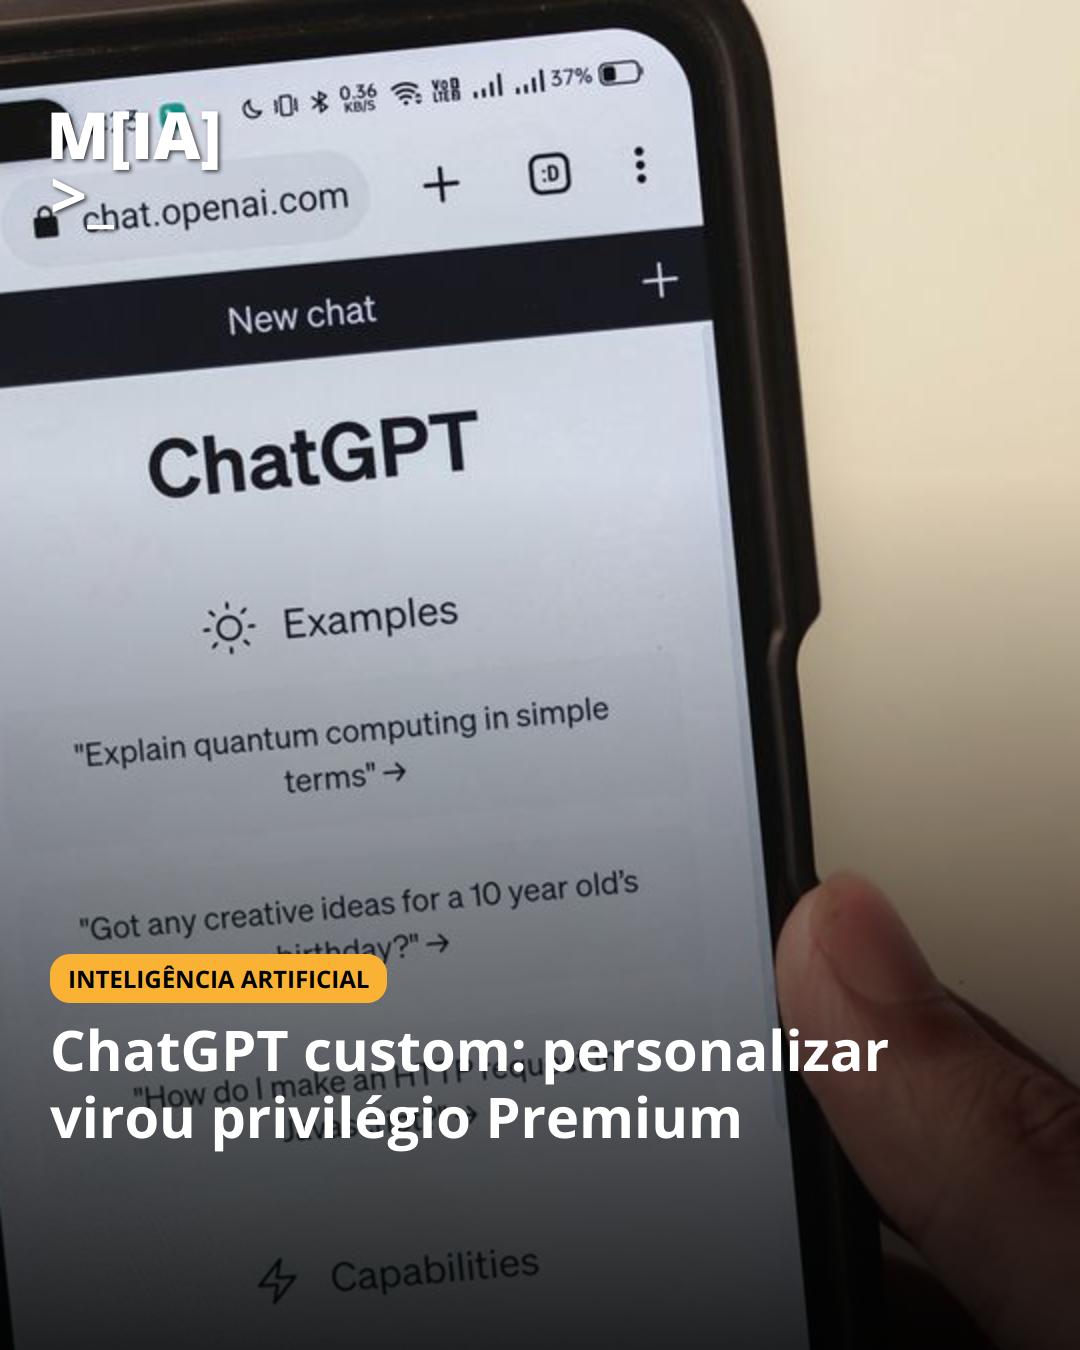 0.36
KB/S
Vo
LTE
37%
M[IA]
>_
:D
chat.openai.com
New chat
ChatGPT
Examples
"Explain quantum computing in simple
terms" →
"Got any creative ideas for a 10 year old's
birthday?" →
INTELIGÊNCIA ARTIFICIAL
ChatGPT custom: personalizar
"How do I make an HTTP
virou privilégio Premium
Capabilities